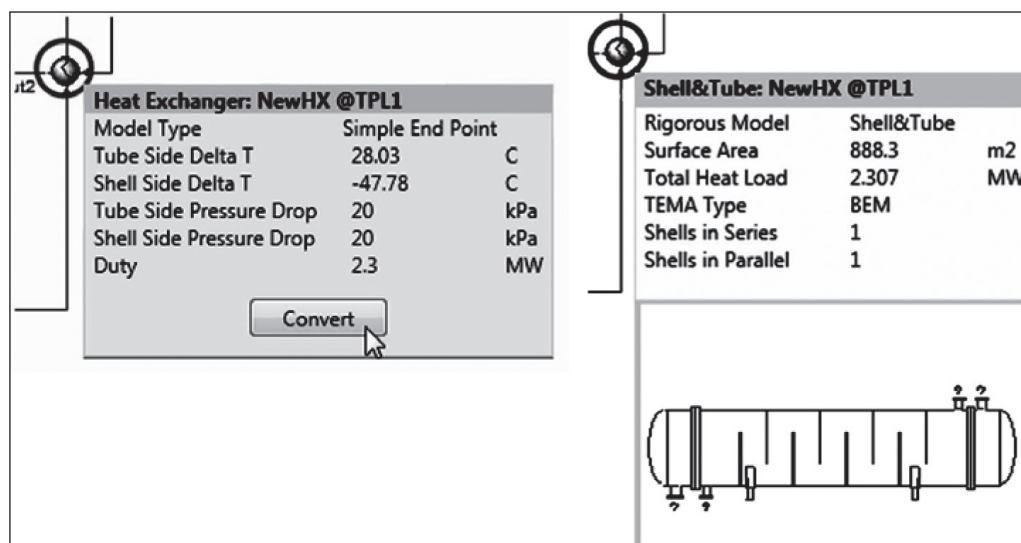 ut2
Heat Exchanger: NewHX @TPL1
Model Type Simple End Point
Tube Side Delta T 28.03 C
Shell Side Delta T -47.78 C
Tube Side Pressure Drop 20 kPa
Shell Side Pressure Drop 20 kPa
Duty 2.3 MW
Convert
Shell&Tube: NewHX @TPL1
Rigorous Model Shell&Tube
Surface Area 888.3 m2
Total Heat Load 2.307 MW
TEMA Type BEM
Shells in Series 1
Shells in Parallel 1